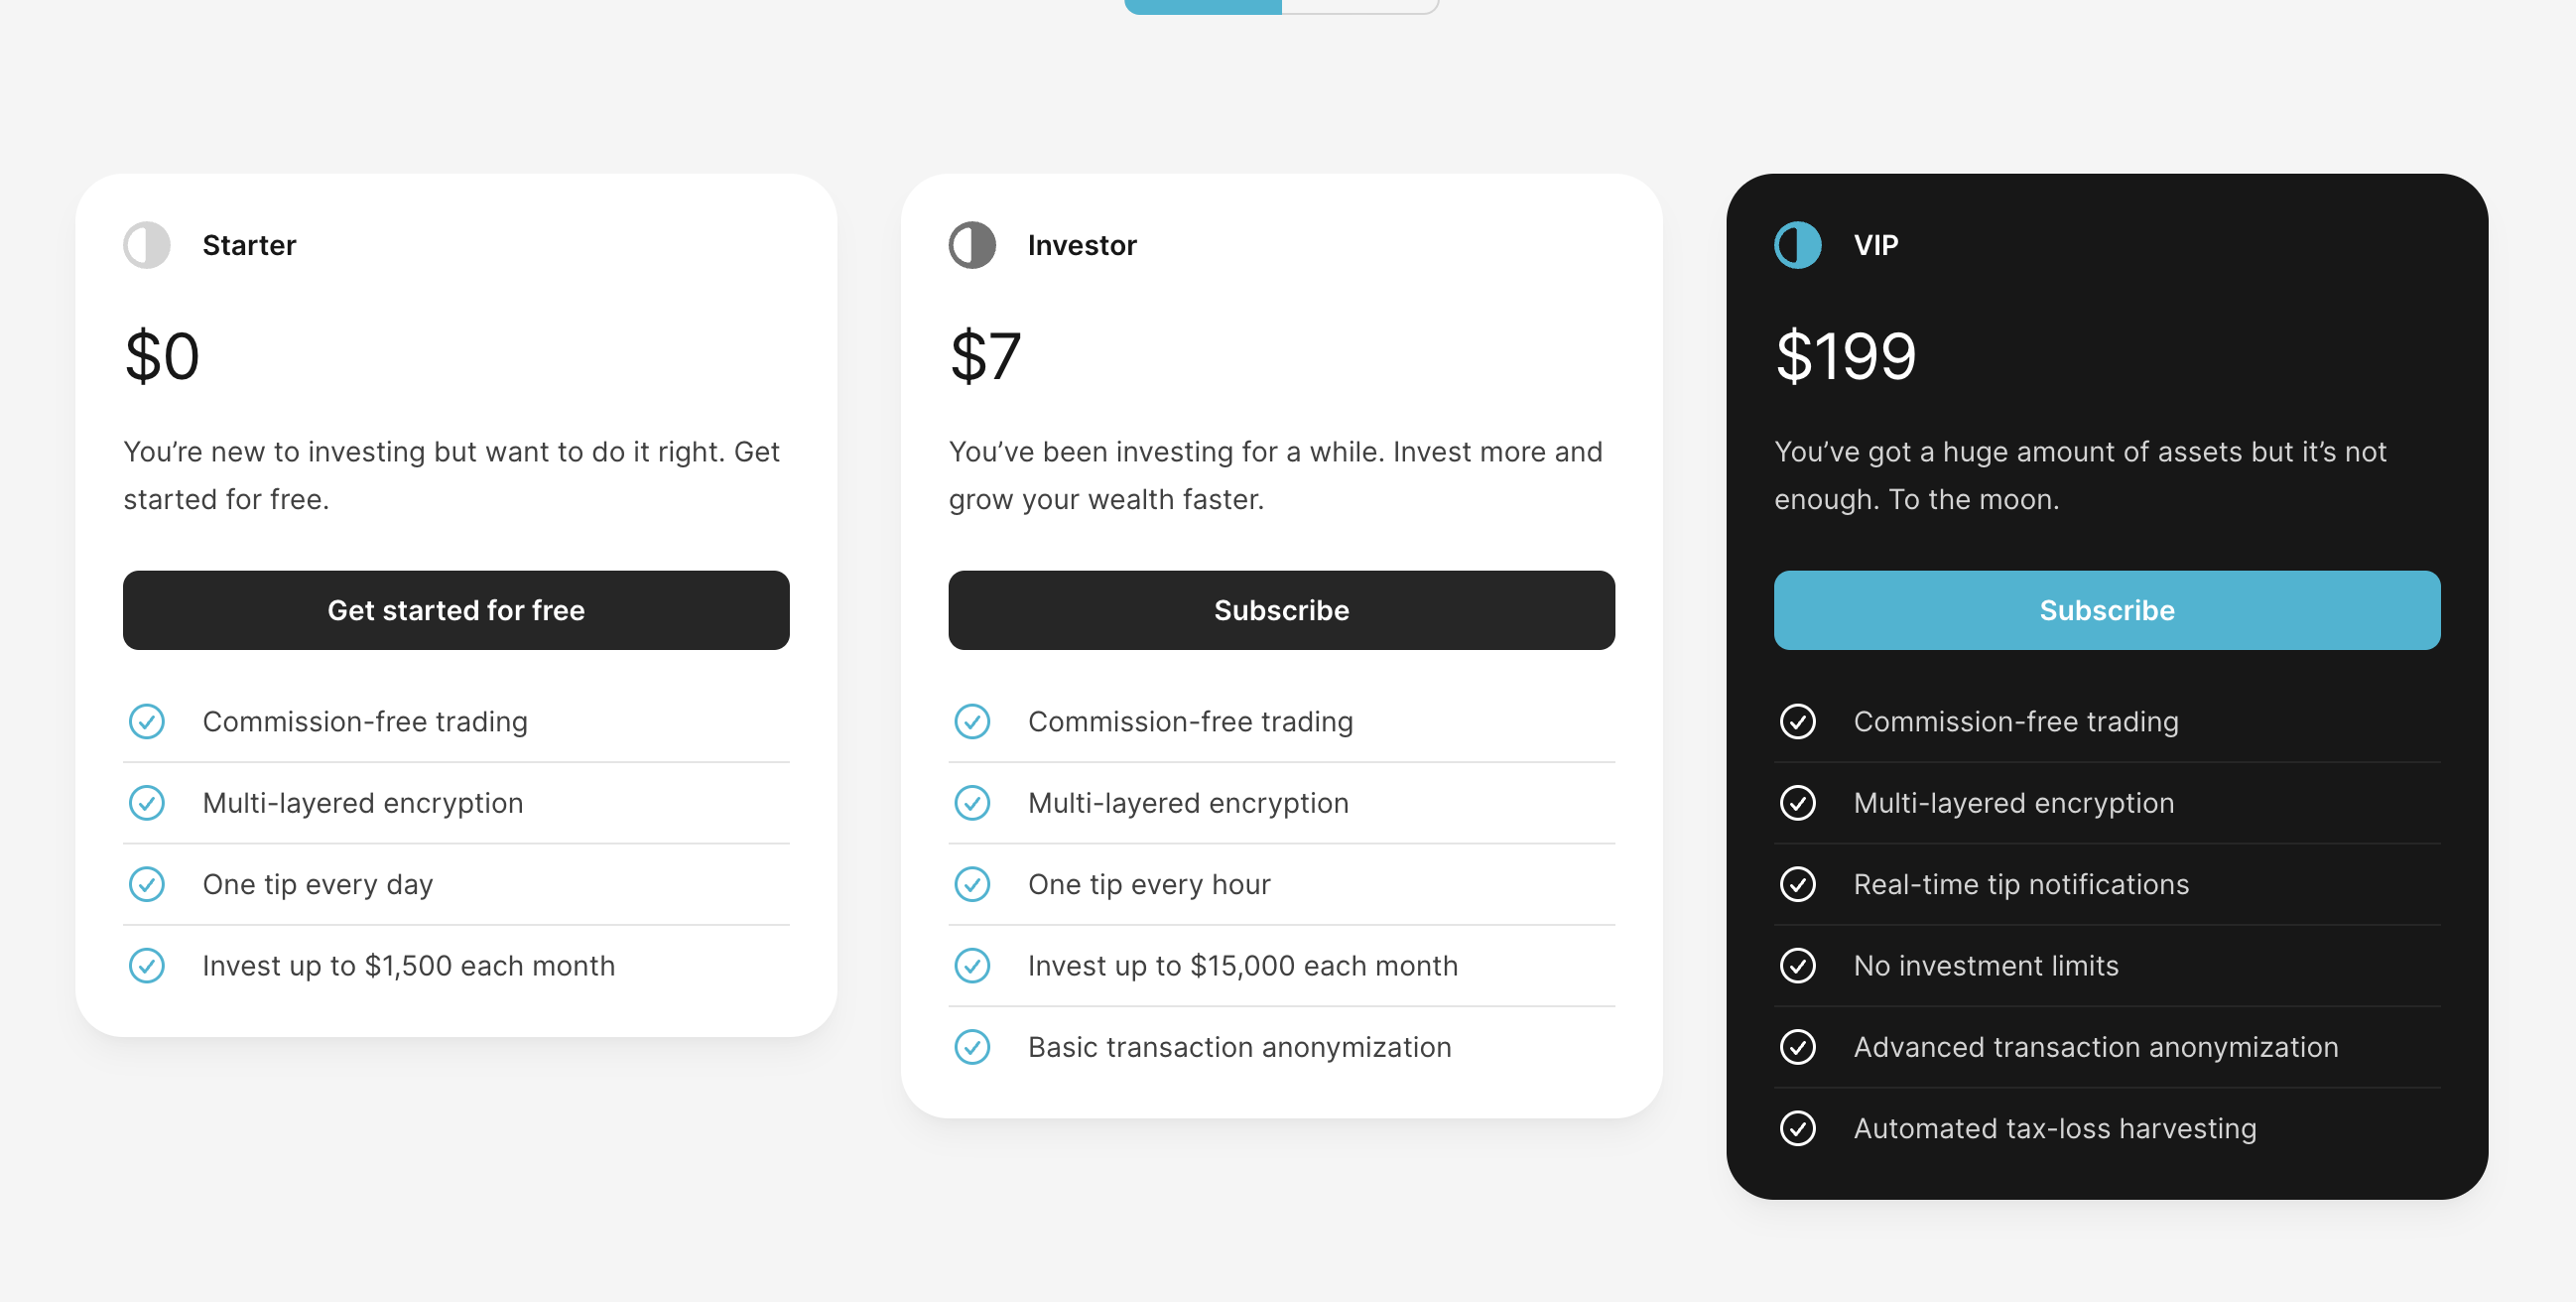 Starter
$0
You’re new to investing but want to do it right. Get
started for free.
Get started for free
Commission-free trading
Multi-layered encryption
One tip every day
Invest up to $1,500 each month
Investor
$7
You’ve been investing for a while. Invest more and
grow your wealth faster.
Subscribe
Commission-free trading
Multi-layered encryption
One tip every hour
Invest up to $15,000 each month
Basic transaction anonymization
VIP
$199
You’ve got a huge amount of assets but it’s not
enough. To the moon.
Subscribe
Commission-free trading
Multi-layered encryption
Real-time tip notifications
No investment limits
Advanced transaction anonymization
Automated tax-loss harvesting